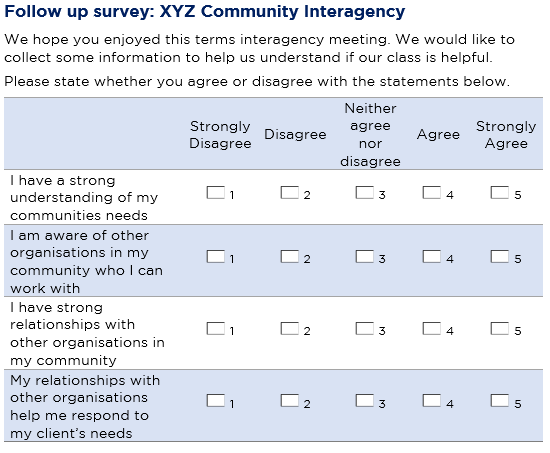 Follow up survey: XYZ Community Interagency
We hope you enjoyed this terms interagency meeting. We would like to
collect some information to help us understand if our class is helpful.
Please state whether you agree or disagree with the statements below.
Strongly
Disagree
Disagree
Neither
agree
nor
disagree
Agree
Strongly
Agree
I have a strong
understanding of my
communities needs
1 2 3 4 5
I am aware of other
organisations in my
community who I can
work with
1 2 3 4 5
I have strong
relationships with
other organisations in
my community
1 2 3 4 5
My relationships with
other organisations
help me respond to
my client's needs
1 2 3 4 5